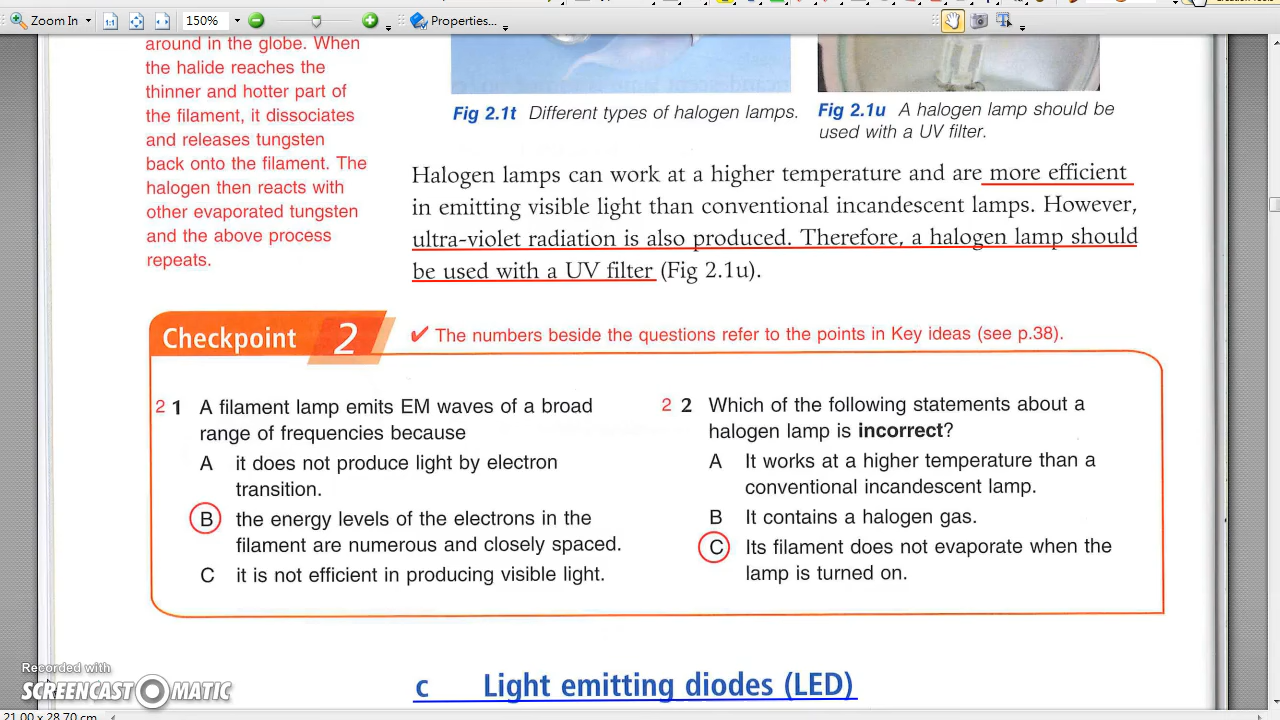 Zoom In
150%
Properties...
around in the globe. When
the halide reaches the
thinner and hotter part of
the filament, it dissociates
and releases tungsten
back onto the filament. The
halogen then reacts with
other evaporated tungsten
and the above process
repeats.
Fig 2.1t Different types of halogen lamps.
Fig 2.1u A halogen lamp should be
used with a UV filter.
Halogen lamps can work at a higher temperature and are more efficient
in emitting visible light than conventional incandescent lamps. However,
ultra-violet radiation is also produced. Therefore, a halogen lamp should
be used with a UV filter (Fig 2.1u).
Checkpoint 2
✔ The numbers beside the questions refer to the points in Key ideas (see p.38).
2 1 A filament lamp emits EM waves of a broad
range of frequencies because
A it does not produce light by electron
transition.
B the energy levels of the electrons in the
filament are numerous and closely spaced.
C it is not efficient in producing visible light.
2 2 Which of the following statements about a
halogen lamp is incorrect?
A It works at a higher temperature than a
conventional incandescent lamp.
B It contains a halogen gas.
C Its filament does not evaporate when the
lamp is turned on.
c Light emitting diodes (LED)
Recorded with
SCREENCAST MATIC
21.00 x 28.70 cm